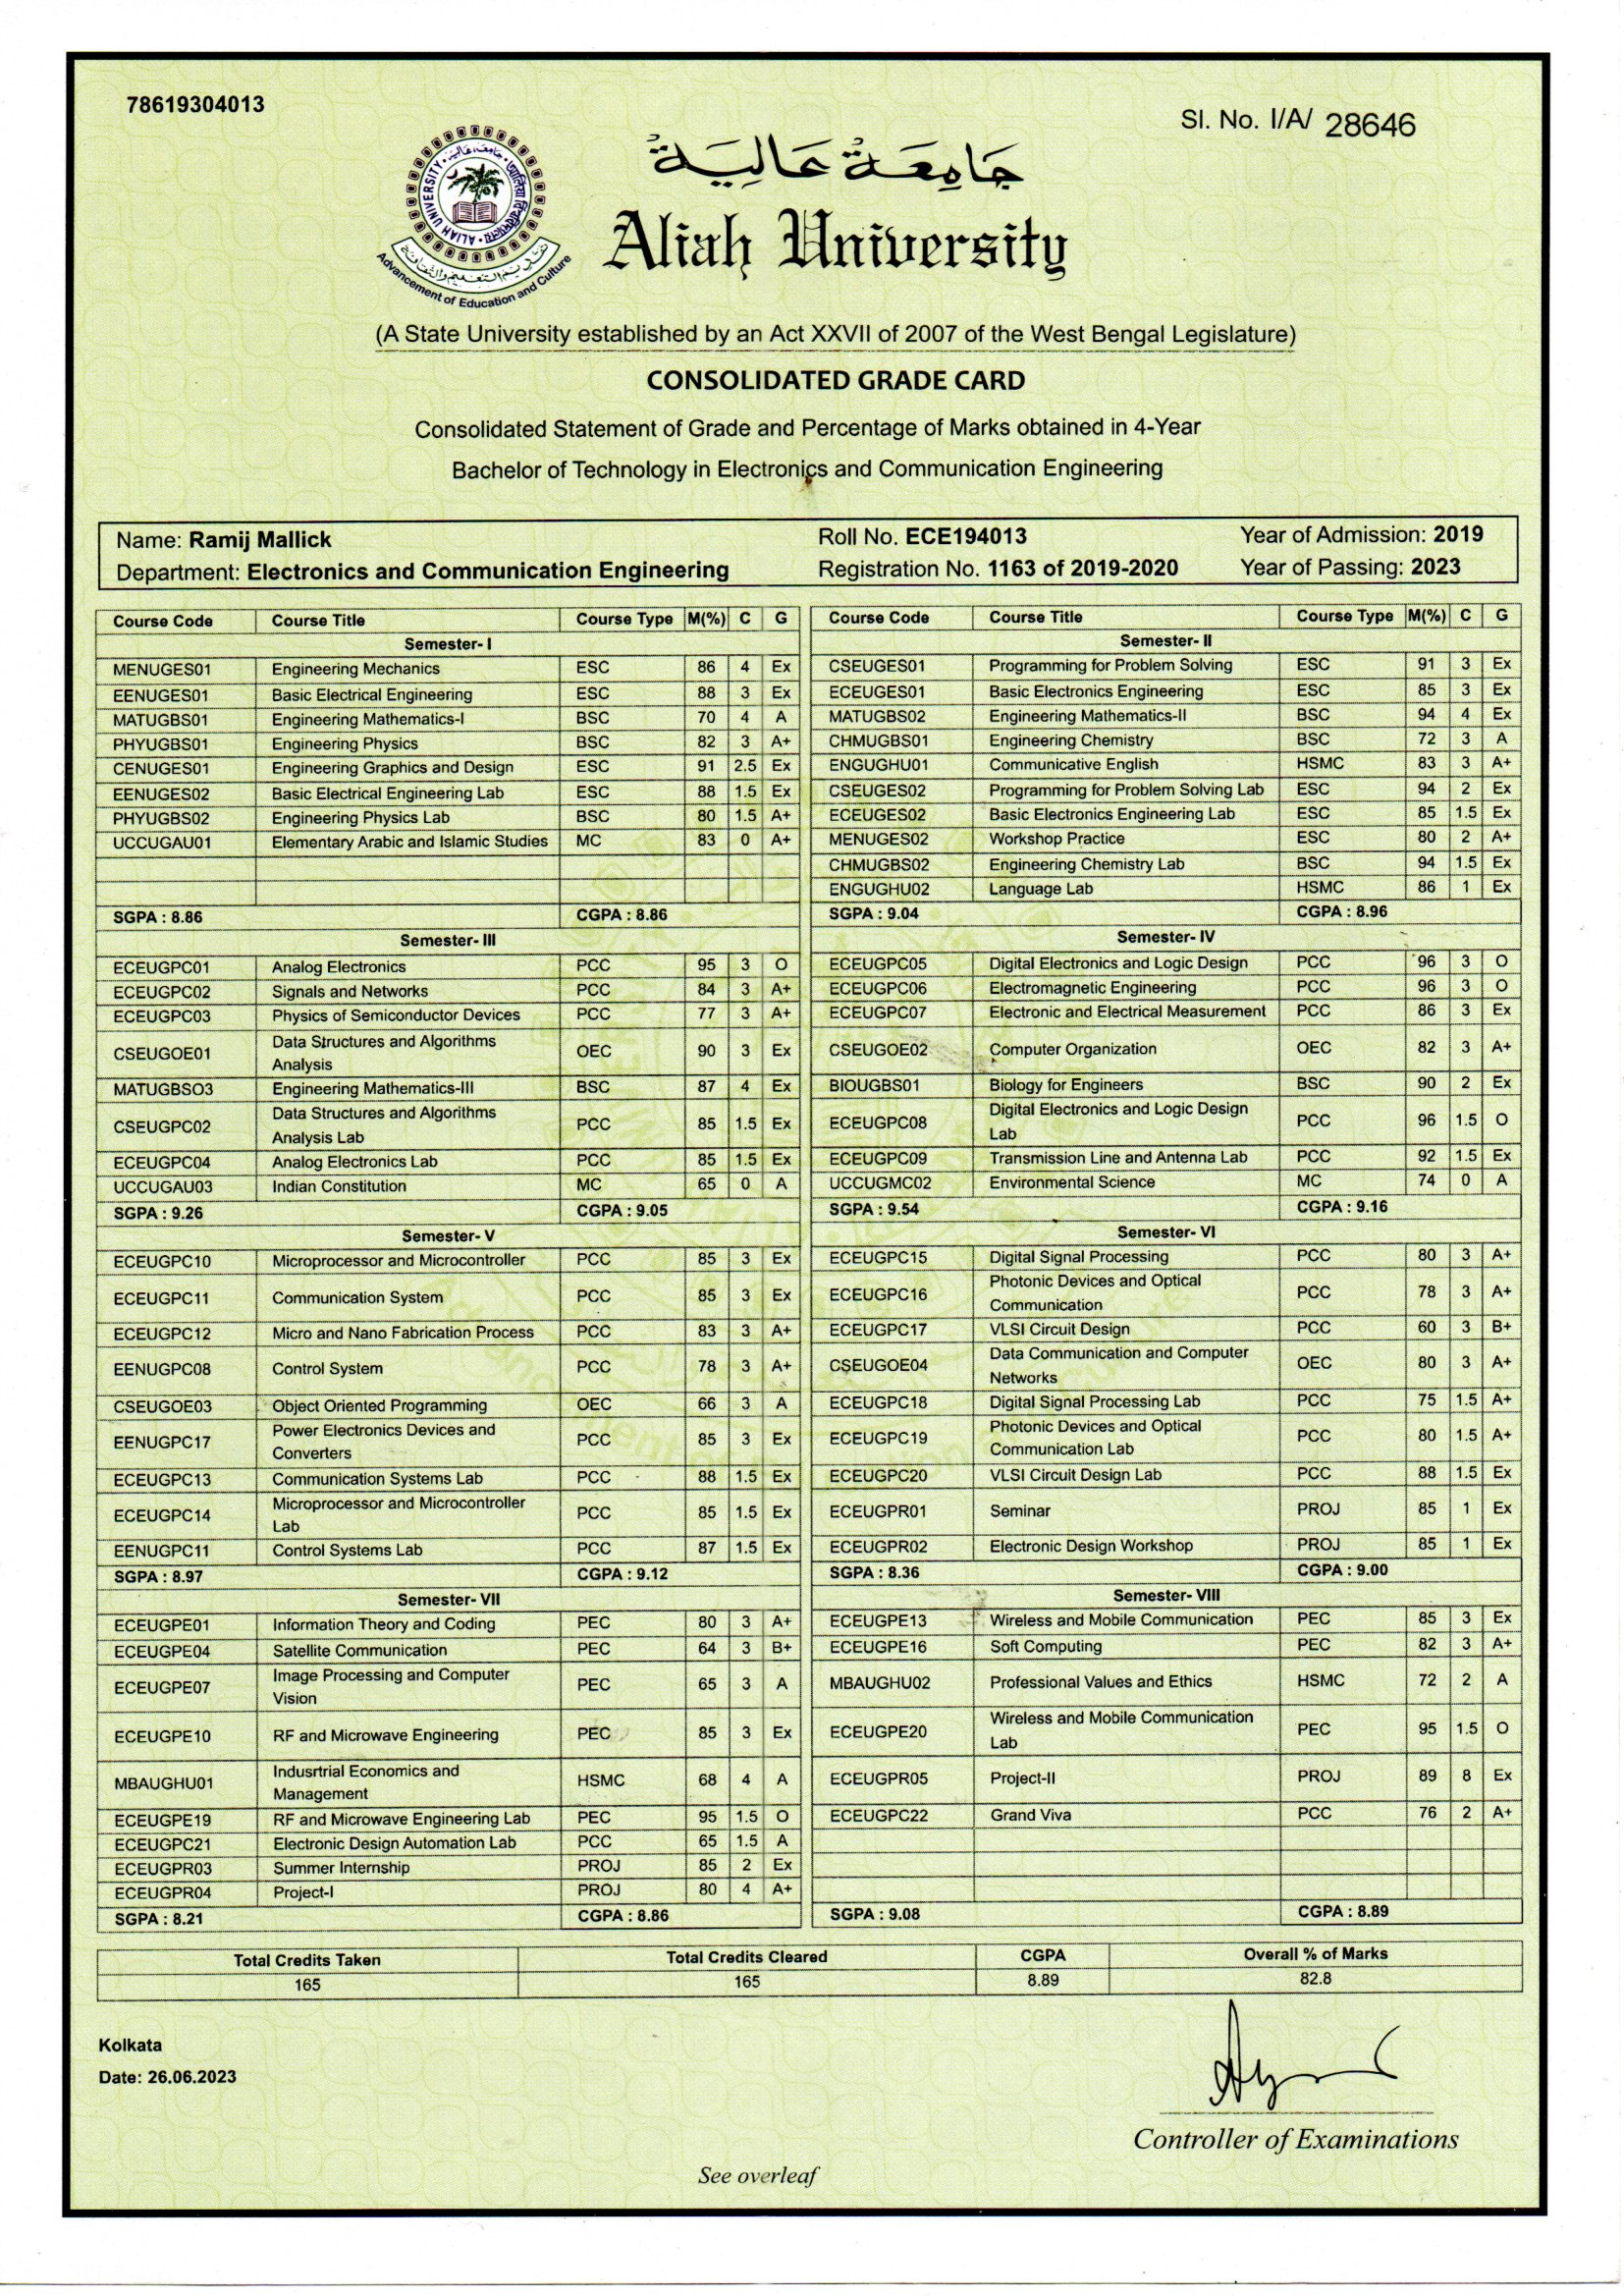 78619304013
Sl. No. I/A/ 28646
جَامِعَةْ عَالِيَةْ
ALIAH UNIVERSITY
Advancement of Education and Culture
Aliah University
(A State University established by an Act XXVII of 2007 of the West Bengal Legislature)
CONSOLIDATED GRADE CARD
Consolidated Statement of Grade and Percentage of Marks obtained in 4-Year
Bachelor of Technology in Electronics and Communication Engineering
Name: Ramij Mallick Roll No. ECE194013 Year of Admission: 2019
Department: Electronics and Communication Engineering Registration No. 1163 of 2019-2020 Year of Passing: 2023
Course Code Course Title Course Type M(%) C G
Semester- I
MENUGES01 Engineering Mechanics ESC 86 4 Ex
EENUGES01 Basic Electrical Engineering ESC 88 3 Ex
MATUGBS01 Engineering Mathematics-I BSC 70 4 A
PHYUGBS01 Engineering Physics BSC 82 3 A+
CENUGES01 Engineering Graphics and Design ESC 91 2.5 Ex
EENUGES02 Basic Electrical Engineering Lab ESC 88 1.5 Ex
PHYUGBS02 Engineering Physics Lab BSC 80 1.5 A+
UCCUGAU01 Elementary Arabic and Islamic Studies MC 83 0 A+
SGPA : 8.86 CGPA : 8.86
Course Code Course Title Course Type M(%) C G
Semester- II
CSEUGES01 Programming for Problem Solving ESC 91 3 Ex
ECEUGES01 Basic Electronics Engineering ESC 85 3 Ex
MATUGBS02 Engineering Mathematics-II BSC 94 4 Ex
CHMUGBS01 Engineering Chemistry BSC 72 3 A
ENGUGHU01 Communicative English HSMC 83 3 A+
CSEUGES02 Programming for Problem Solving Lab ESC 94 2 Ex
ECEUGES02 Basic Electronics Engineering Lab ESC 85 1.5 Ex
MENUGES02 Workshop Practice ESC 80 2 A+
CHMUGBS02 Engineering Chemistry Lab BSC 94 1.5 Ex
ENGUGHU02 Language Lab HSMC 86 1 Ex
SGPA : 9.04 CGPA : 8.96
Semester- III
ECEUGPC01 Analog Electronics PCC 95 3 O
ECEUGPC02 Signals and Networks PCC 84 3 A+
ECEUGPC03 Physics of Semiconductor Devices PCC 77 3 A+
CSEUGOE01 Data Structures and Algorithms
Analysis OEC 90 3 Ex
MATUGBSO3 Engineering Mathematics-III BSC 87 4 Ex
CSEUGPC02 Data Structures and Algorithms
Analysis Lab PCC 85 1.5 Ex
ECEUGPC04 Analog Electronics Lab PCC 85 1.5 Ex
UCCUGAU03 Indian Constitution MC 65 0 A
SGPA : 9.26 CGPA : 9.05
Semester- IV
ECEUGPC05 Digital Electronics and Logic Design PCC 96 3 O
ECEUGPC06 Electromagnetic Engineering PCC 96 3 O
ECEUGPC07 Electronic and Electrical Measurement PCC 86 3 Ex
CSEUGOE02 Computer Organization OEC 82 3 A+
BIOUGBS01 Biology for Engineers BSC 90 2 Ex
ECEUGPC08 Digital Electronics and Logic Design
Lab PCC 96 1.5 O
ECEUGPC09 Transmission Line and Antenna Lab PCC 92 1.5 Ex
UCCUGMC02 Environmental Science MC 74 0 A
SGPA : 9.54 CGPA : 9.16
Semester- V
ECEUGPC10 Microprocessor and Microcontroller PCC 85 3 Ex
ECEUGPC11 Communication System PCC 85 3 Ex
ECEUGPC12 Micro and Nano Fabrication Process PCC 83 3 A+
EENUGPC08 Control System PCC 78 3 A+
CSEUGOE03 Object Oriented Programming OEC 66 3 A
EENUGPC17 Power Electronics Devices and
Converters PCC 85 3 Ex
ECEUGPC13 Communication Systems Lab PCC 88 1.5 Ex
ECEUGPC14 Microprocessor and Microcontroller
Lab PCC 85 1.5 Ex
EENUGPC11 Control Systems Lab PCC 87 1.5 Ex
SGPA : 8.97 CGPA : 9.12
Semester- VI
ECEUGPC15 Digital Signal Processing PCC 80 3 A+
ECEUGPC16 Photonic Devices and Optical
Communication PCC 78 3 A+
ECEUGPC17 VLSI Circuit Design PCC 60 3 B+
CSEUGOE04 Data Communication and Computer
Networks OEC 80 3 A+
ECEUGPC18 Digital Signal Processing Lab PCC 75 1.5 A+
ECEUGPC19 Photonic Devices and Optical
Communication Lab PCC 80 1.5 A+
ECEUGPC20 VLSI Circuit Design Lab PCC 88 1.5 Ex
ECEUGPR01 Seminar PROJ 85 1 Ex
ECEUGPR02 Electronic Design Workshop PROJ 85 1 Ex
SGPA : 8.36 CGPA : 9.00
Semester- VII
ECEUGPE01 Information Theory and Coding PEC 80 3 A+
ECEUGPE04 Satellite Communication PEC 64 3 B+
ECEUGPE07 Image Processing and Computer
Vision PEC 65 3 A
ECEUGPE10 RF and Microwave Engineering PEC 85 3 Ex
MBAUGHU01 Indusrtrial Economics and
Management HSMC 68 4 A
ECEUGPE19 RF and Microwave Engineering Lab PEC 95 1.5 O
ECEUGPC21 Electronic Design Automation Lab PCC 65 1.5 A
ECEUGPR03 Summer Internship PROJ 85 2 Ex
ECEUGPR04 Project-I PROJ 80 4 A+
SGPA : 8.21 CGPA : 8.86
Semester- VIII
ECEUGPE13 Wireless and Mobile Communication PEC 85 3 Ex
ECEUGPE16 Soft Computing PEC 82 3 A+
MBAUGHU02 Professional Values and Ethics HSMC 72 2 A
ECEUGPE20 Wireless and Mobile Communication
Lab PEC 95 1.5 O
ECEUGPR05 Project-II PROJ 89 8 Ex
ECEUGPC22 Grand Viva PCC 76 2 A+
SGPA : 9.08 CGPA : 8.89
Total Credits Taken Total Credits Cleared CGPA Overall % of Marks
165 165 8.89 82.8
Kolkata
Date: 26.06.2023
Controller of Examinations
See overleaf